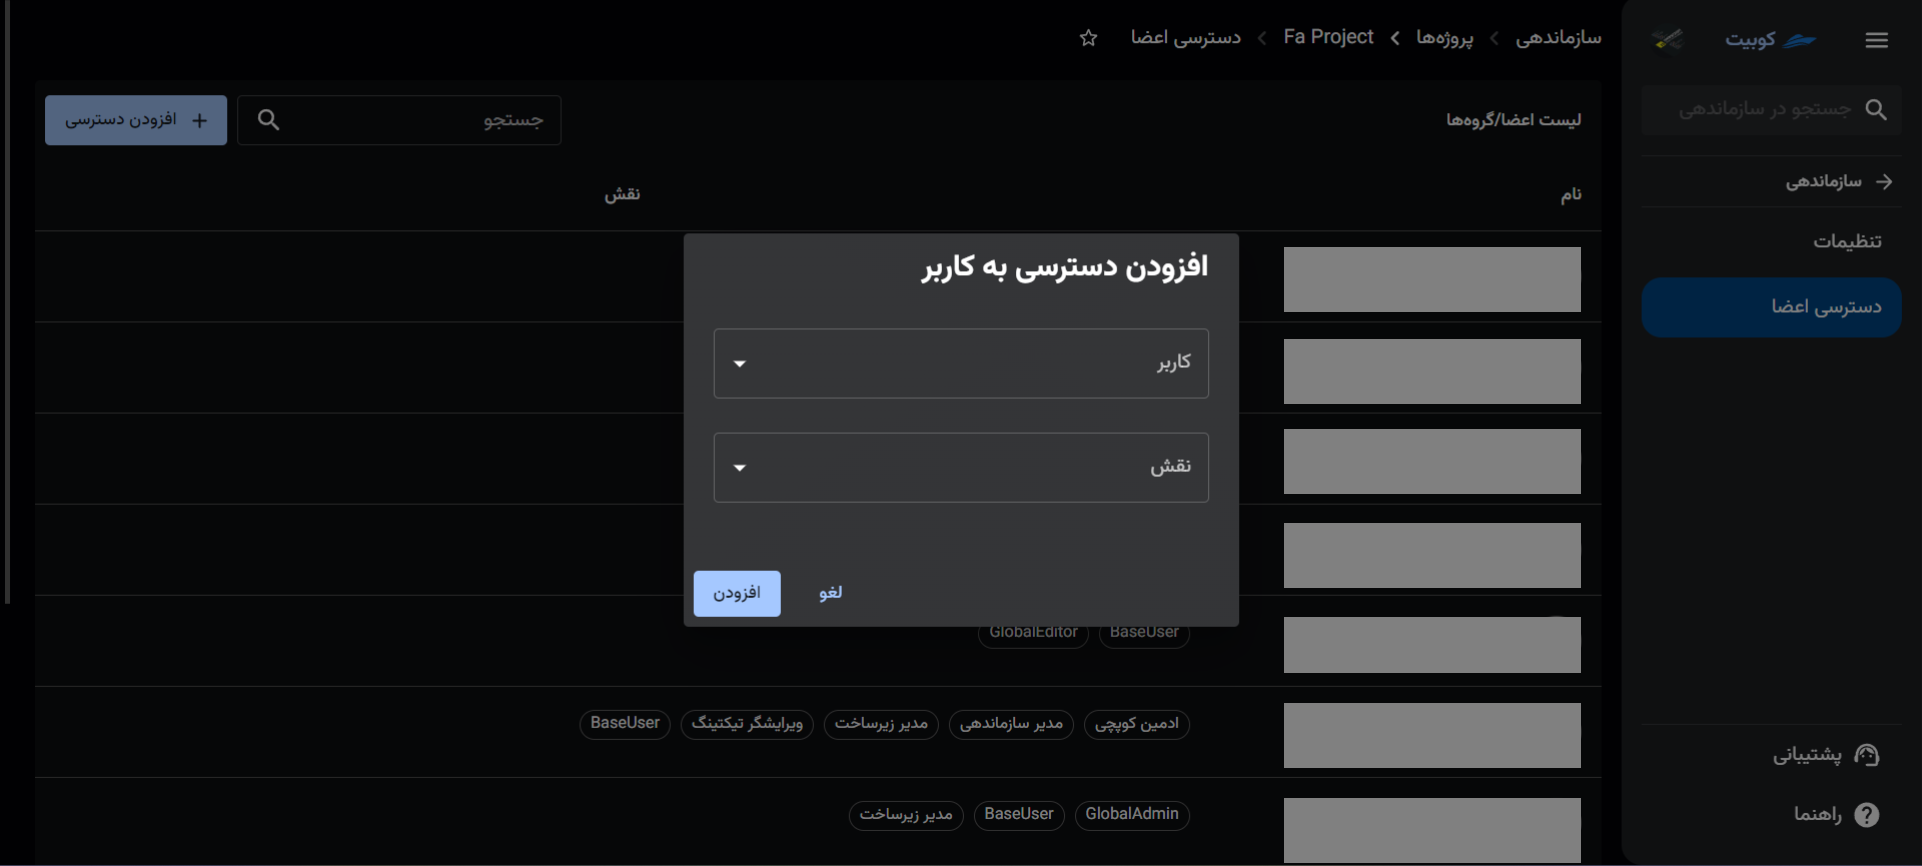 کوبیت
جستجو در سازماندهی
سازماندهی
تنظیمات
دسترسی اعضا
پشتیبانی
راهنما
سازماندهی > پروژه‌ها > Fa Project > دسترسی اعضا
لیست اعضا/گروه‌ها
جستجو
افزودن دسترسی +
نام
نقش
افزودن دسترسی به کاربر
کاربر
نقش
لغو
افزودن
BaseUser GlobalEditor
ادمین کوپچی مدیر سازماندهی مدیر زیرساخت ویرایشگر تیکتینگ BaseUser
GlobalAdmin BaseUser مدیر زیرساخت